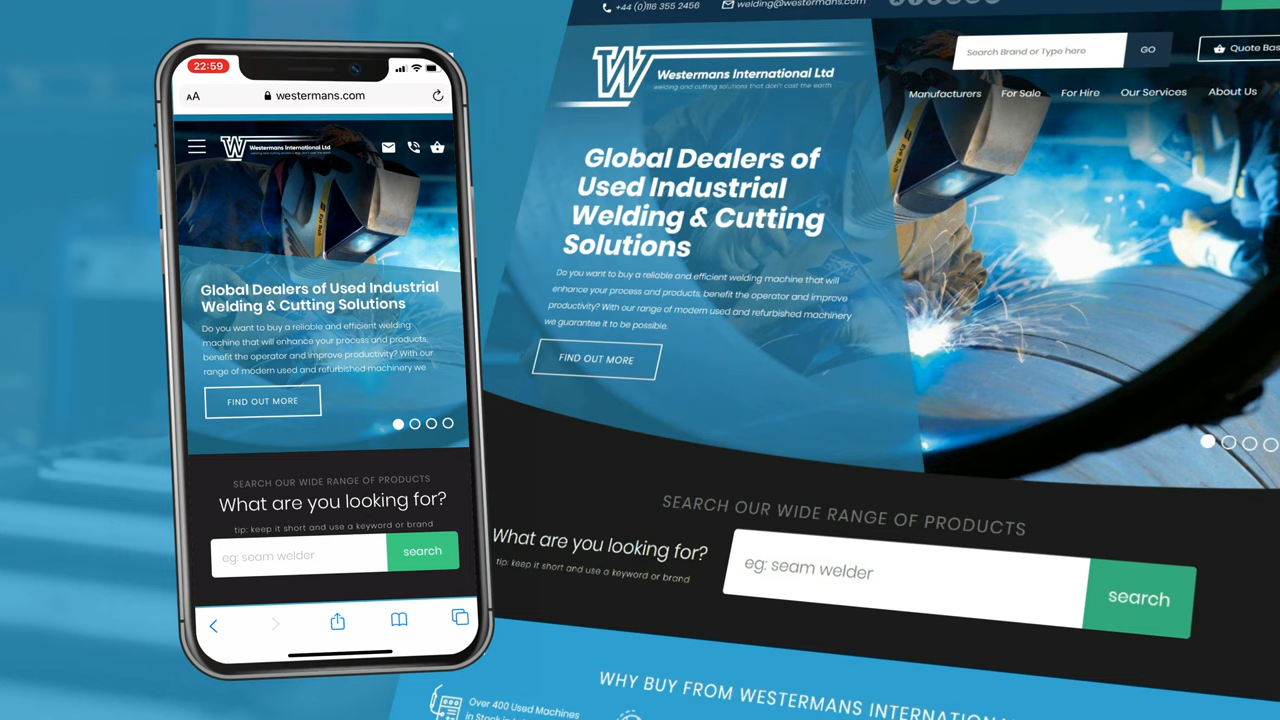 22:59
AA westermans.com
W Westermans International Ltd
Global Dealers of Used Industrial
Welding & Cutting Solutions
Do you want to buy a reliable and efficient welding
machine that will enhance your process and products,
benefit the operator and improve productivity? With our
range of modern used and refurbished machinery we
FIND OUT MORE
SEARCH OUR WIDE RANGE OF PRODUCTS
What are you looking for?
tip: keep it short and use a keyword or brand
eg: seam welder search
+44 (0)116 355 2456 welding@westermans.com
W Westermans International Ltd
welding and cutting solutions that don't cost the earth
Search Brand or Type here GO Quote Bas
Manufacturers For Sale For Hire Our Services About Us
Global Dealers of
Used Industrial
Welding & Cutting
Solutions
Do you want to buy a reliable and efficient welding machine that will
enhance your process and products, benefit the operator and improve
productivity? With our range of modern used and refurbished machinery
we guarantee it to be possible.
FIND OUT MORE
SEARCH OUR WIDE RANGE OF PRODUCTS
What are you looking for?
tip: keep it short and use a keyword or brand
eg: seam welder search
WHY BUY FROM WESTERMANS INTERNATIONA
Over 400 Used Machines
in Stock